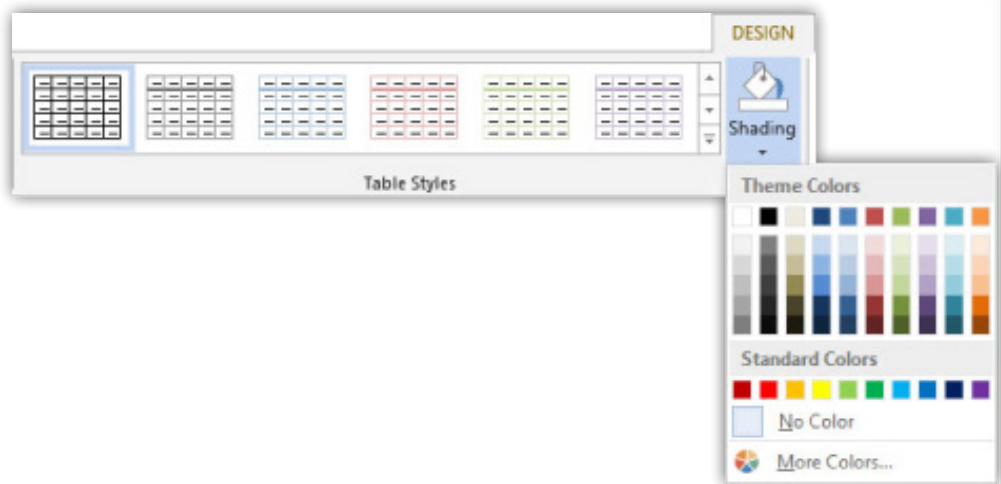 DESIGN
Shading
Table Styles
Theme Colors
Standard Colors
No Color
More Colors...